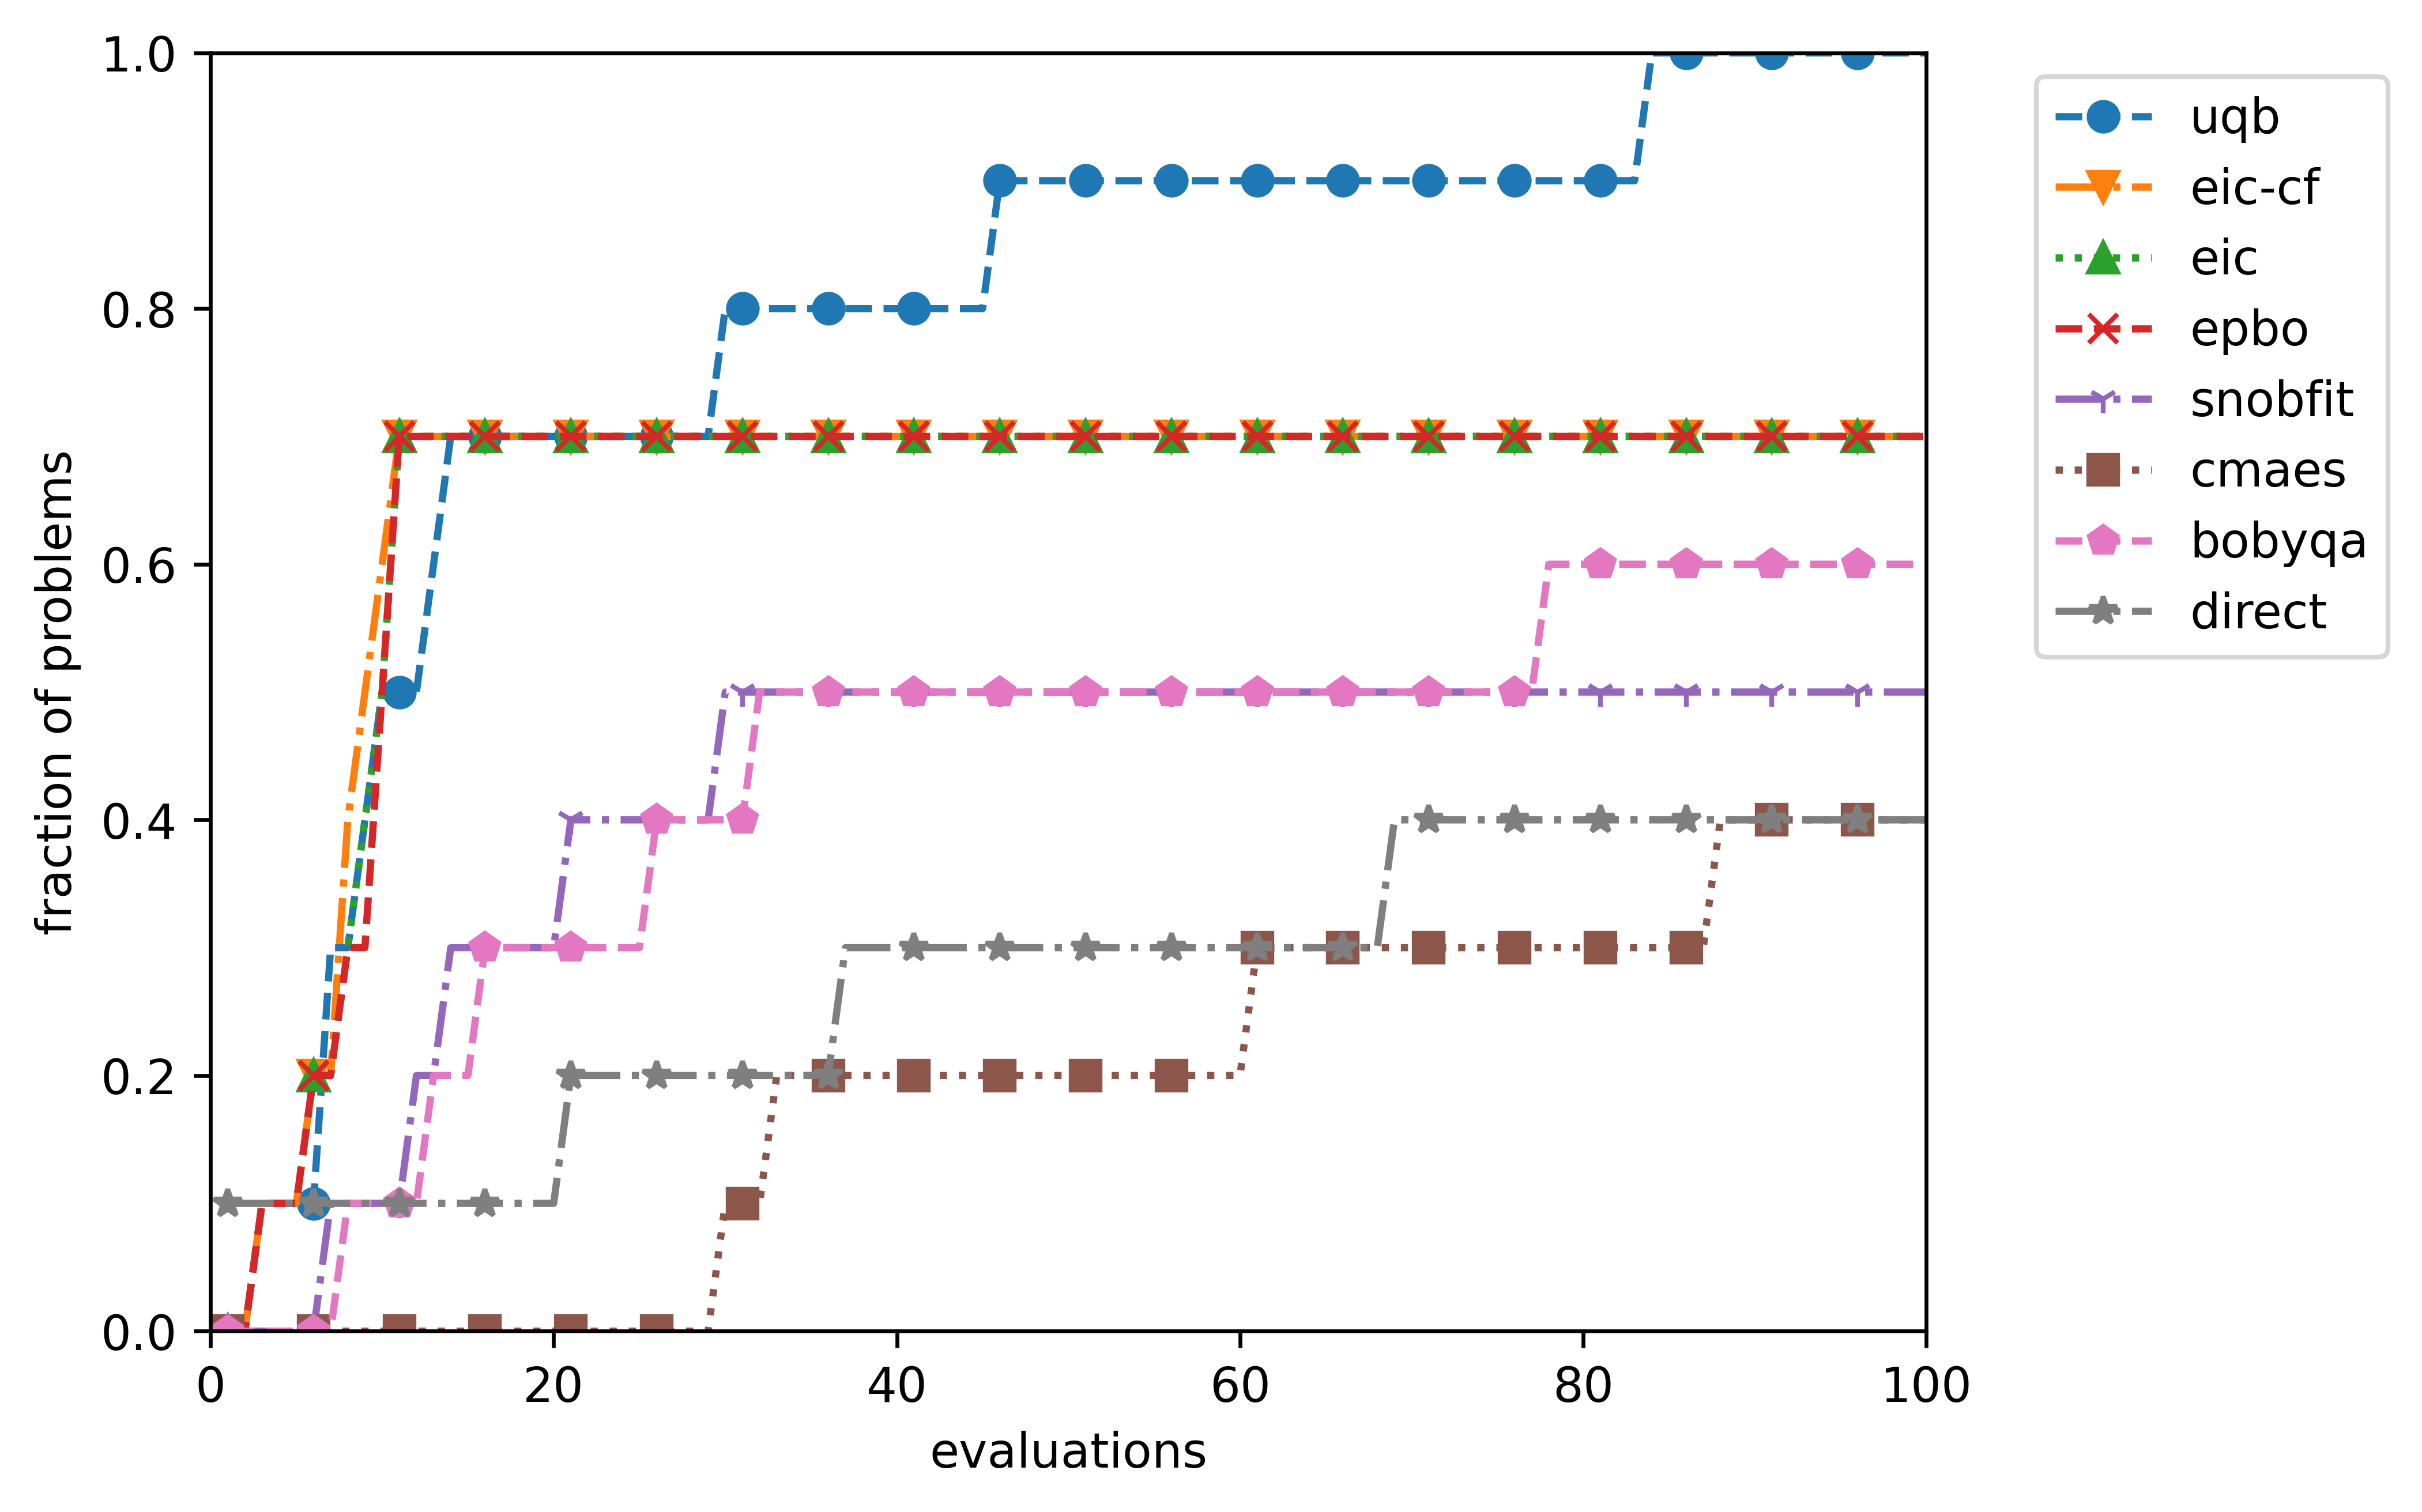 1.0
0.8
0.6
0.4
0.2
0.0
fraction of problems
0 20 40 60 80 100
evaluations
uqb
eic-cf
eic
epbo
snobfit
cmaes
bobyqa
direct